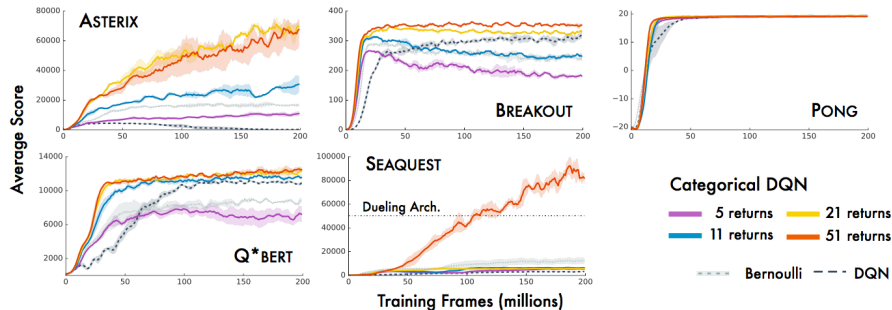 ASTERIX
80000
60000
40000
20000
0
0 50 100 150 200
BREAKOUT
400
350
300
250
200
150
100
50
0
0 50 100 150 200
PONG
20
10
0
−10
−20
0 50 100 150 200
Average Score
Q*BERT
14000
12000
10000
8000
6000
4000
2000
0 50 100 150 200
SEAQUEST
100000
80000
60000
40000
20000
0
Dueling Arch.
0 50 100 150 200
Training Frames (millions)
Categorical DQN
5 returns 21 returns
11 returns 51 returns
Bernoulli DQN